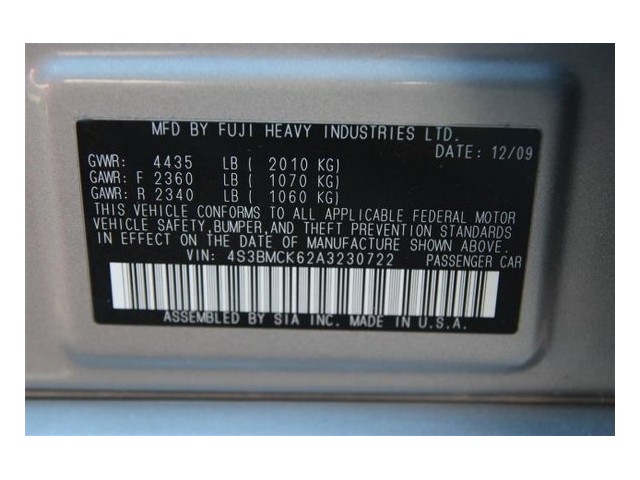 MFD BY FUJI HEAVY INDUSTRIES LTD.
DATE: 12/09
GVWR: 4435 LB ( 2010 KG)
GAWR: F 2360 LB ( 1070 KG)
GAWR: R 2340 LB ( 1060 KG)
THIS VEHICLE CONFORMS TO ALL APPLICABLE FEDERAL MOTOR
VEHICLE SAFETY, BUMPER, AND THEFT PREVENTION STANDARDS
IN EFFECT ON THE DATE OF MANUFACTURE SHOWN ABOVE.
VIN: 4S3BMCK62A3230722 PASSENGER CAR
ASSEMBLED BY SIA INC. MADE IN U.S.A.